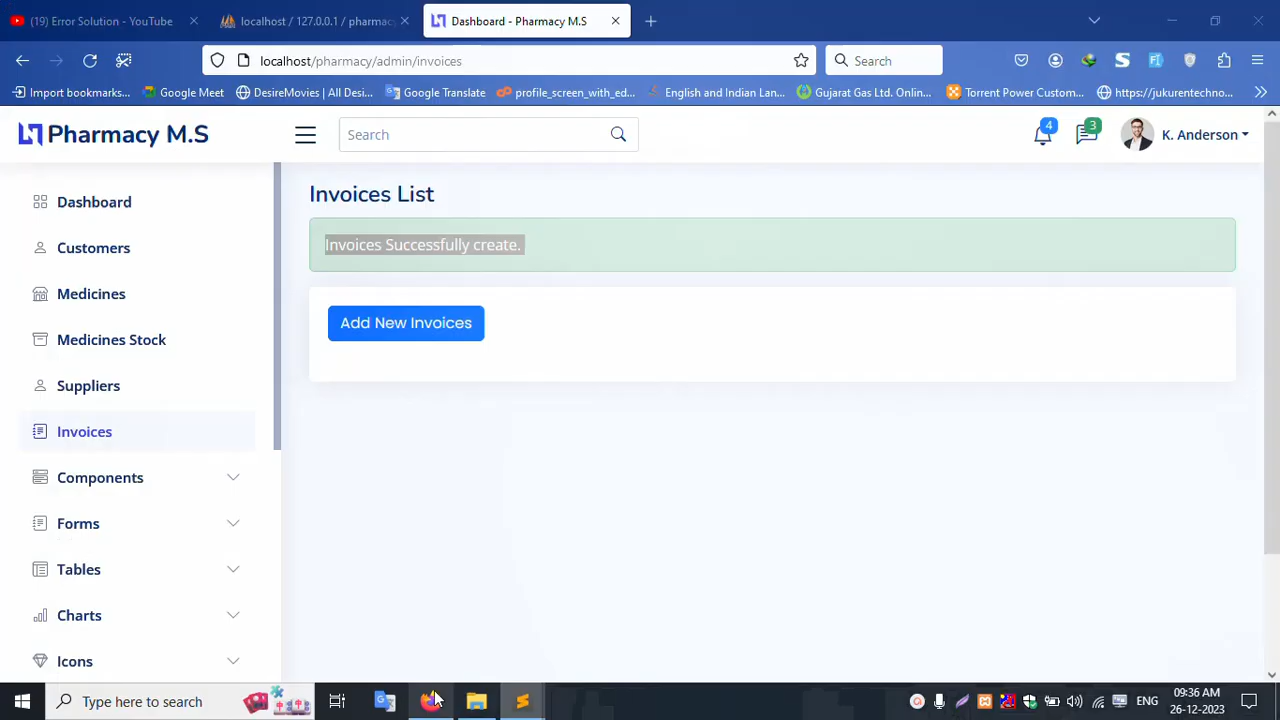 (19) Error Solution - YouTube
localhost / 127.0.0.1 / pharmac
Dashboard - Pharmacy M.S
localhost/pharmacy/admin/invoices
Search
Import bookmarks...
Google Meet
DesireMovies | All Desi...
Google Translate
profile_screen_with_ed...
English and Indian Lan...
Gujarat Gas Ltd. Onlin...
Torrent Power Custom...
https://jukurentechno...
Pharmacy M.S
Search
4
3
K. Anderson
Dashboard
Customers
Medicines
Medicines Stock
Suppliers
Invoices
Components
Forms
Tables
Charts
Icons
Invoices List
Invoices Successfully create.
Add New Invoices
Type here to search
ENG
09:36 AM
26-12-2023